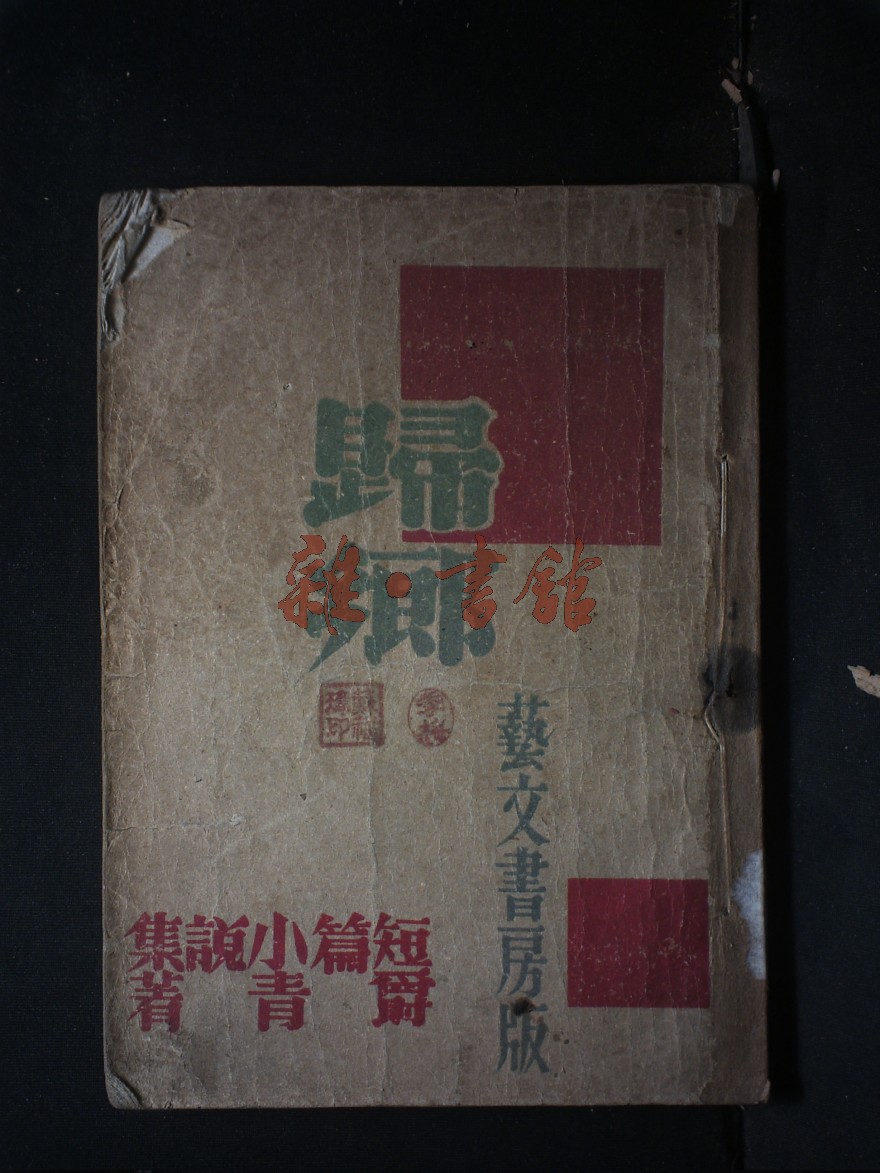 歸鄉
雜·書館
藝文書房版
短篇小說集
爵青著